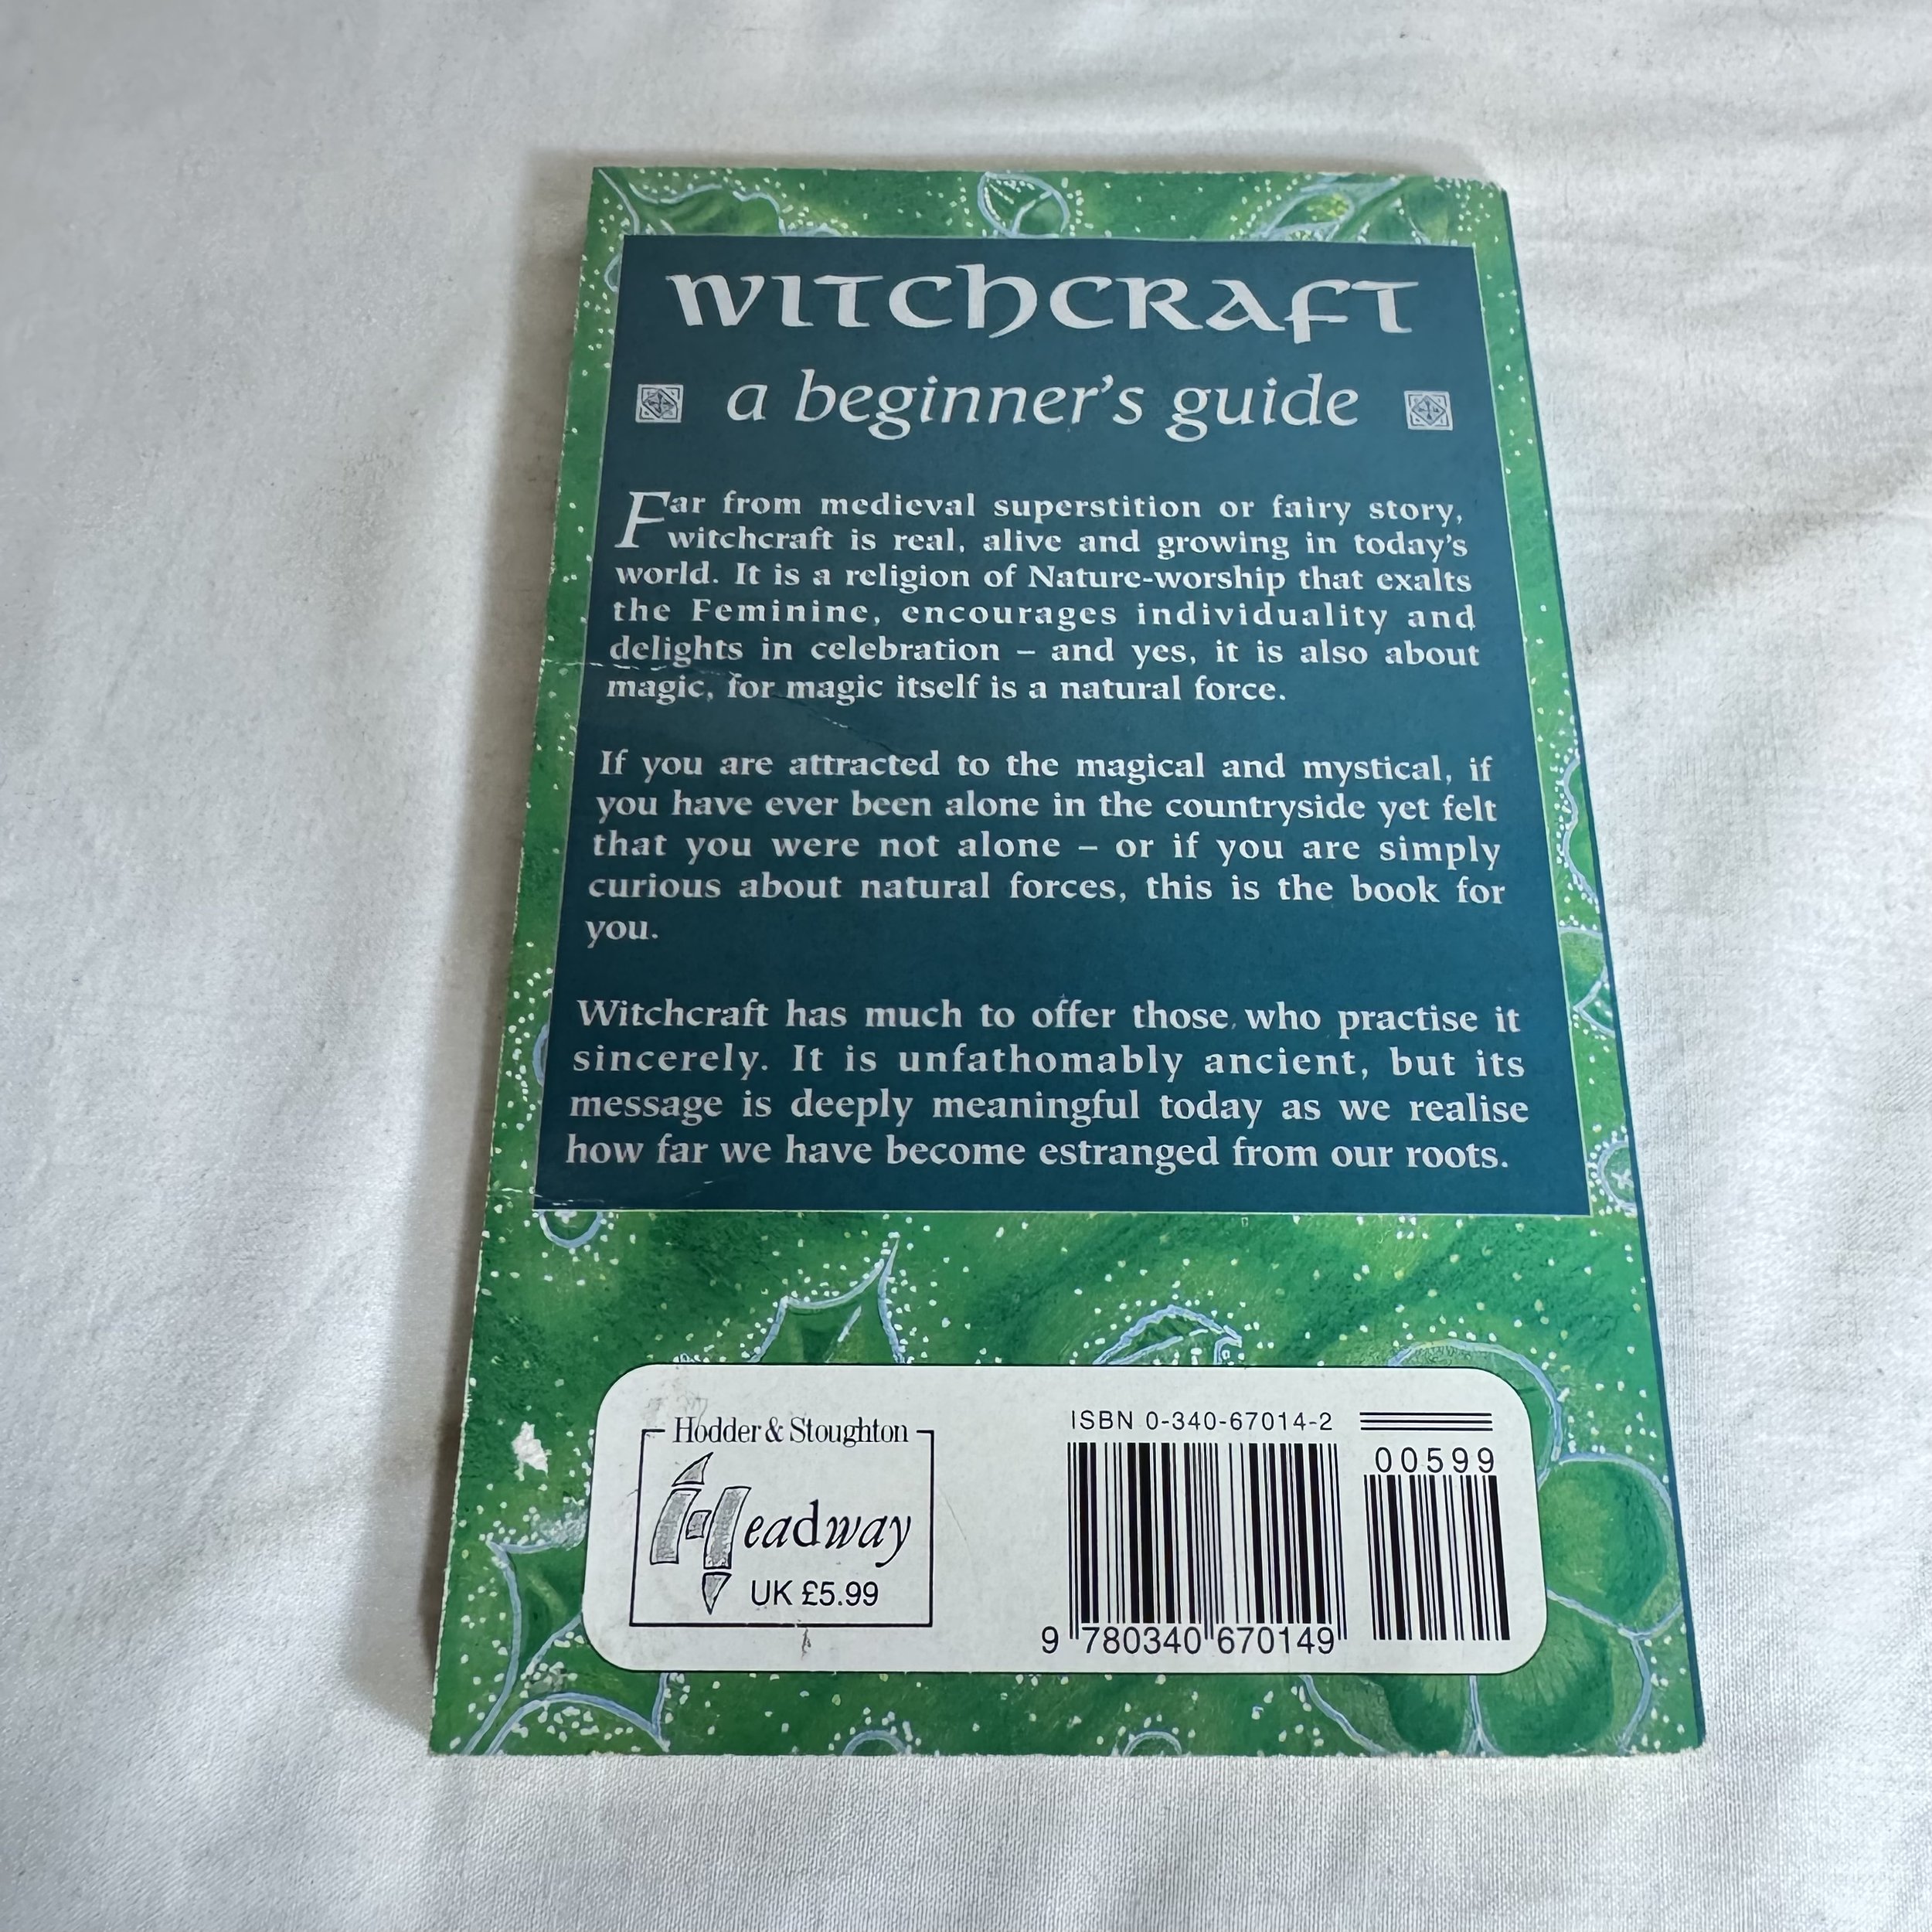 WITCHCRAFT
a beginner's guide
Far from medieval superstition or fairy story,
witchcraft is real, alive and growing in today's
world. It is a religion of Nature-worship that exalts
the Feminine, encourages individuality and
delights in celebration – and yes, it is also about
magic, for magic itself is a natural force.
If you are attracted to the magical and mystical, if
you have ever been alone in the countryside yet felt
that you were not alone – or if you are simply
curious about natural forces, this is the book for
you.
Witchcraft has much to offer those who practise it
sincerely. It is unfathomably ancient, but its
message is deeply meaningful today as we realise
how far we have become estranged from our roots.
Hodder & Stoughton
Headway
UK £5.99
ISBN 0-340-67014-2
00599
9 780340 670149